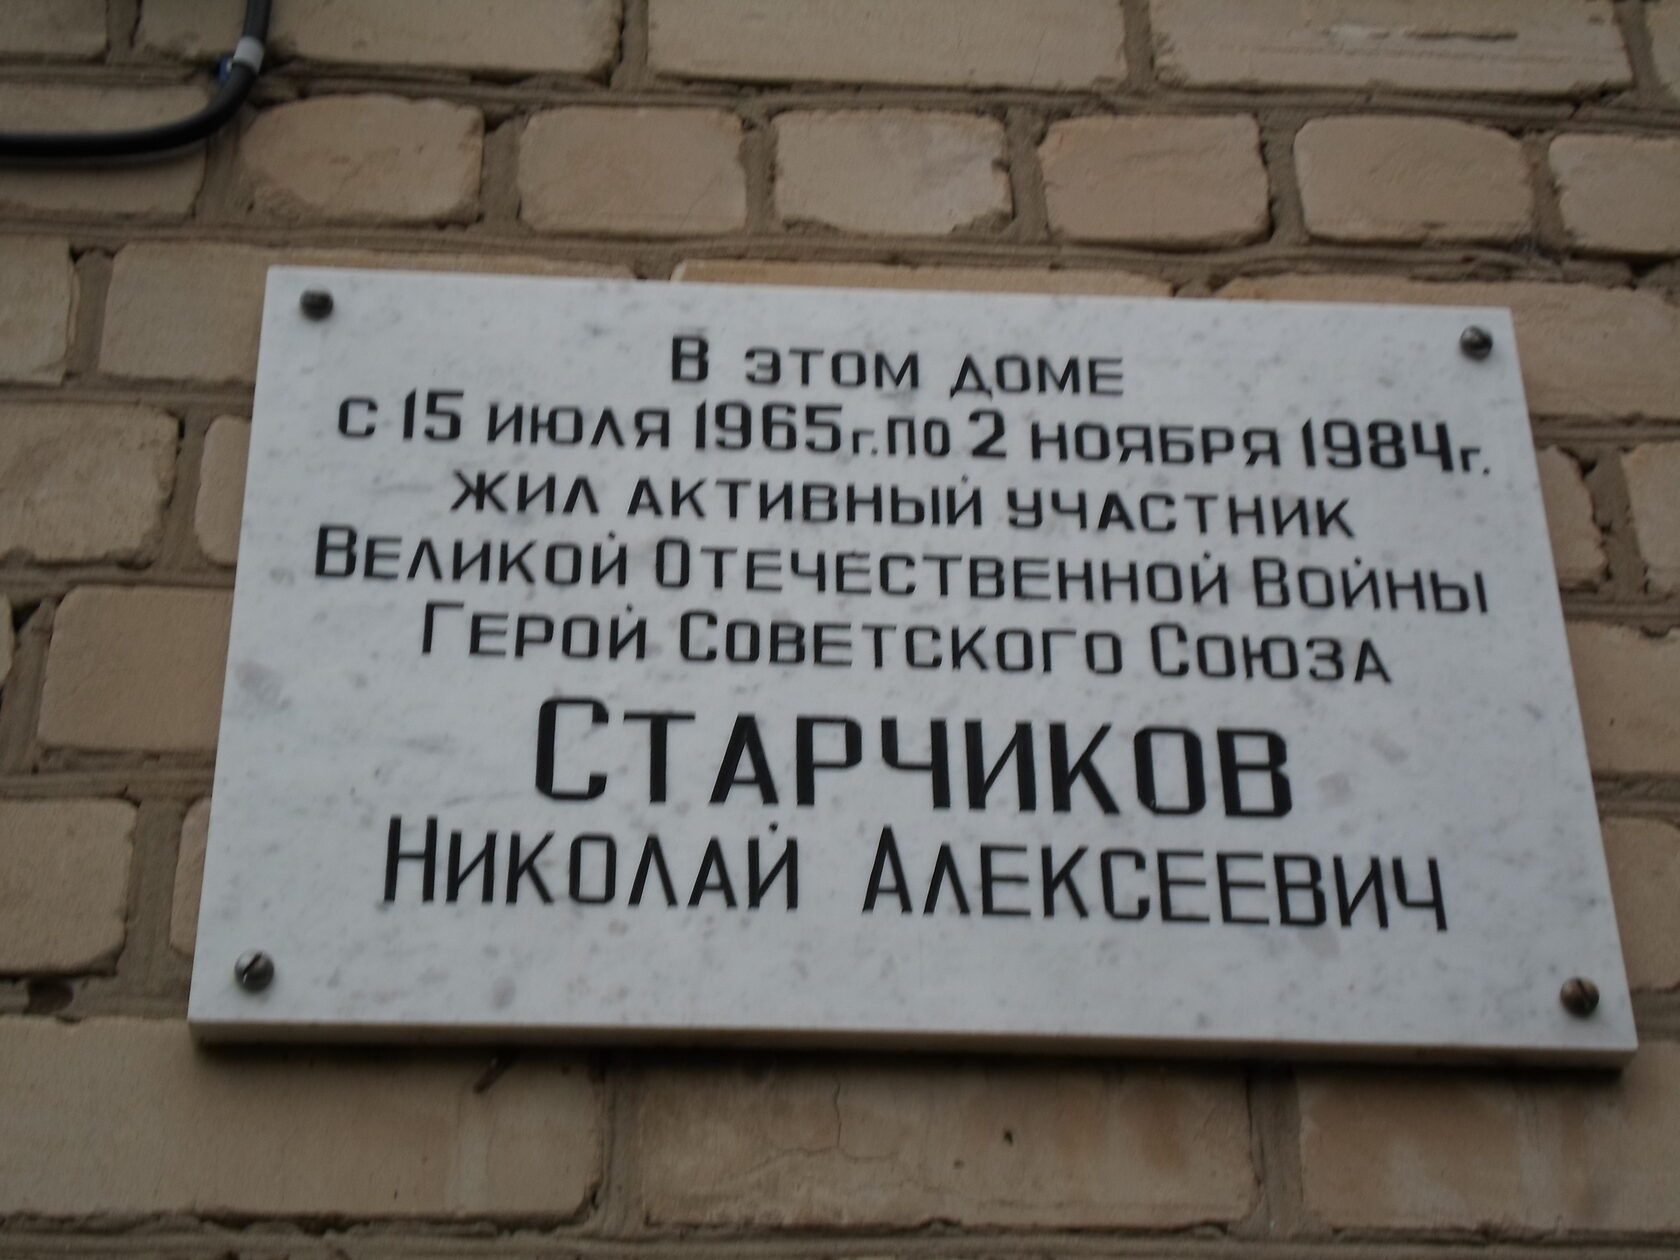 В ЭТОМ ДОМЕ
С 15 ИЮЛЯ 1965г. ПО 2 НОЯБРЯ 1984г.
ЖИЛ АКТИВНЫЙ УЧАСТНИК
ВЕЛИКОЙ ОТЕЧЕСТВЕННОЙ ВОЙНЫ
ГЕРОЙ СОВЕТСКОГО СОЮЗА
СТАРЧИКОВ
НИКОЛАЙ АЛЕКСЕЕВИЧ